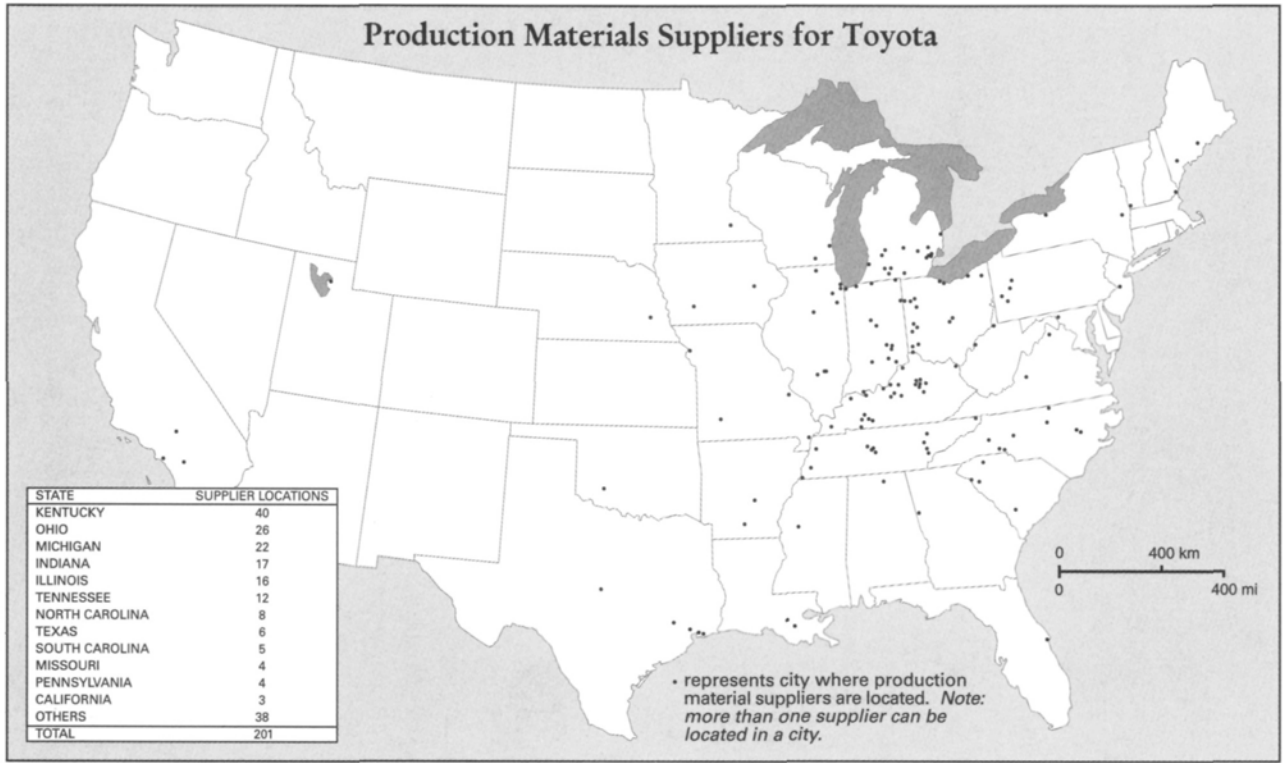 Production Materials Suppliers for Toyota
STATE SUPPLIER LOCATIONS
KENTUCKY 40
OHIO 26
MICHIGAN 22
INDIANA 17
ILLINOIS 16
TENNESSEE 12
NORTH CAROLINA 8
TEXAS 6
SOUTH CAROLINA 5
MISSOURI 4
PENNSYLVANIA 4
CALIFORNIA 3
OTHERS 38
TOTAL 201
0 400 km
0 400 mi
• represents city where production
material suppliers are located. Note:
more than one supplier can be
located in a city.